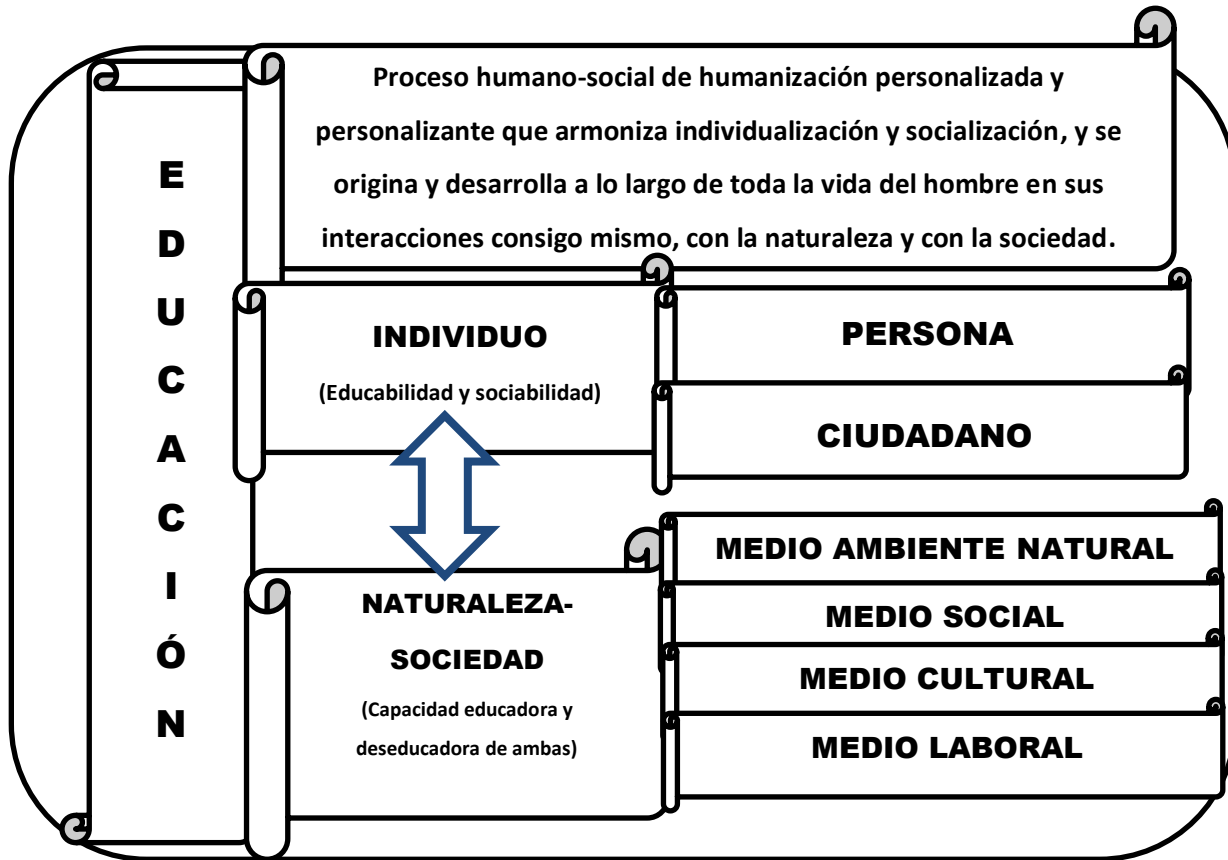 EDUCACIÓN
Proceso humano-social de humanización personalizada y
personalizante que armoniza individualización y socialización, y se
origina y desarrolla a lo largo de toda la vida del hombre en sus
interacciones consigo mismo, con la naturaleza y con la sociedad.
INDIVIDUO
(Educabilidad y sociabilidad)
PERSONA
CIUDADANO
NATURALEZA-
SOCIEDAD
(Capacidad educadora y
deseducadora de ambas)
MEDIO AMBIENTE NATURAL
MEDIO SOCIAL
MEDIO CULTURAL
MEDIO LABORAL